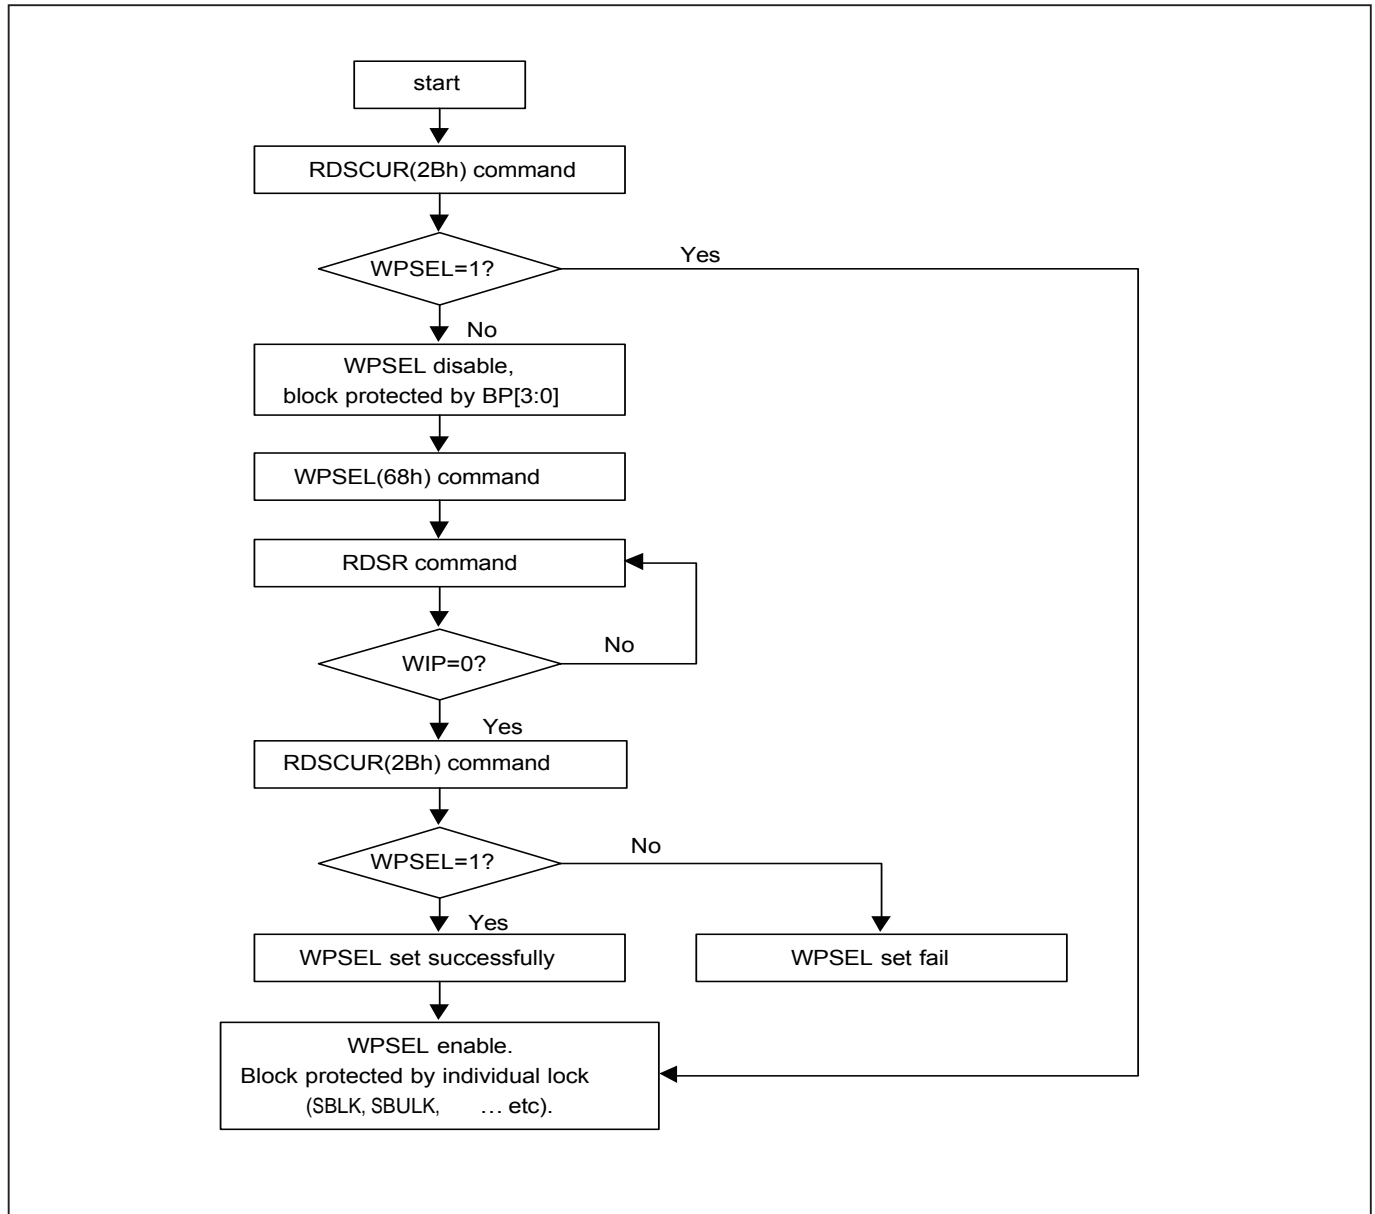 start
RDSCUR(2Bh) command
WPSEL=1?
Yes
No
WPSEL disable,
block protected by BP[3:0]
WPSEL(68h) command
RDSR command
WIP=0?
No
Yes
RDSCUR(2Bh) command
WPSEL=1?
No
Yes
WPSEL set successfully
WPSEL set fail
WPSEL enable.
Block protected by individual lock
(SBLK, SBULK, … etc).